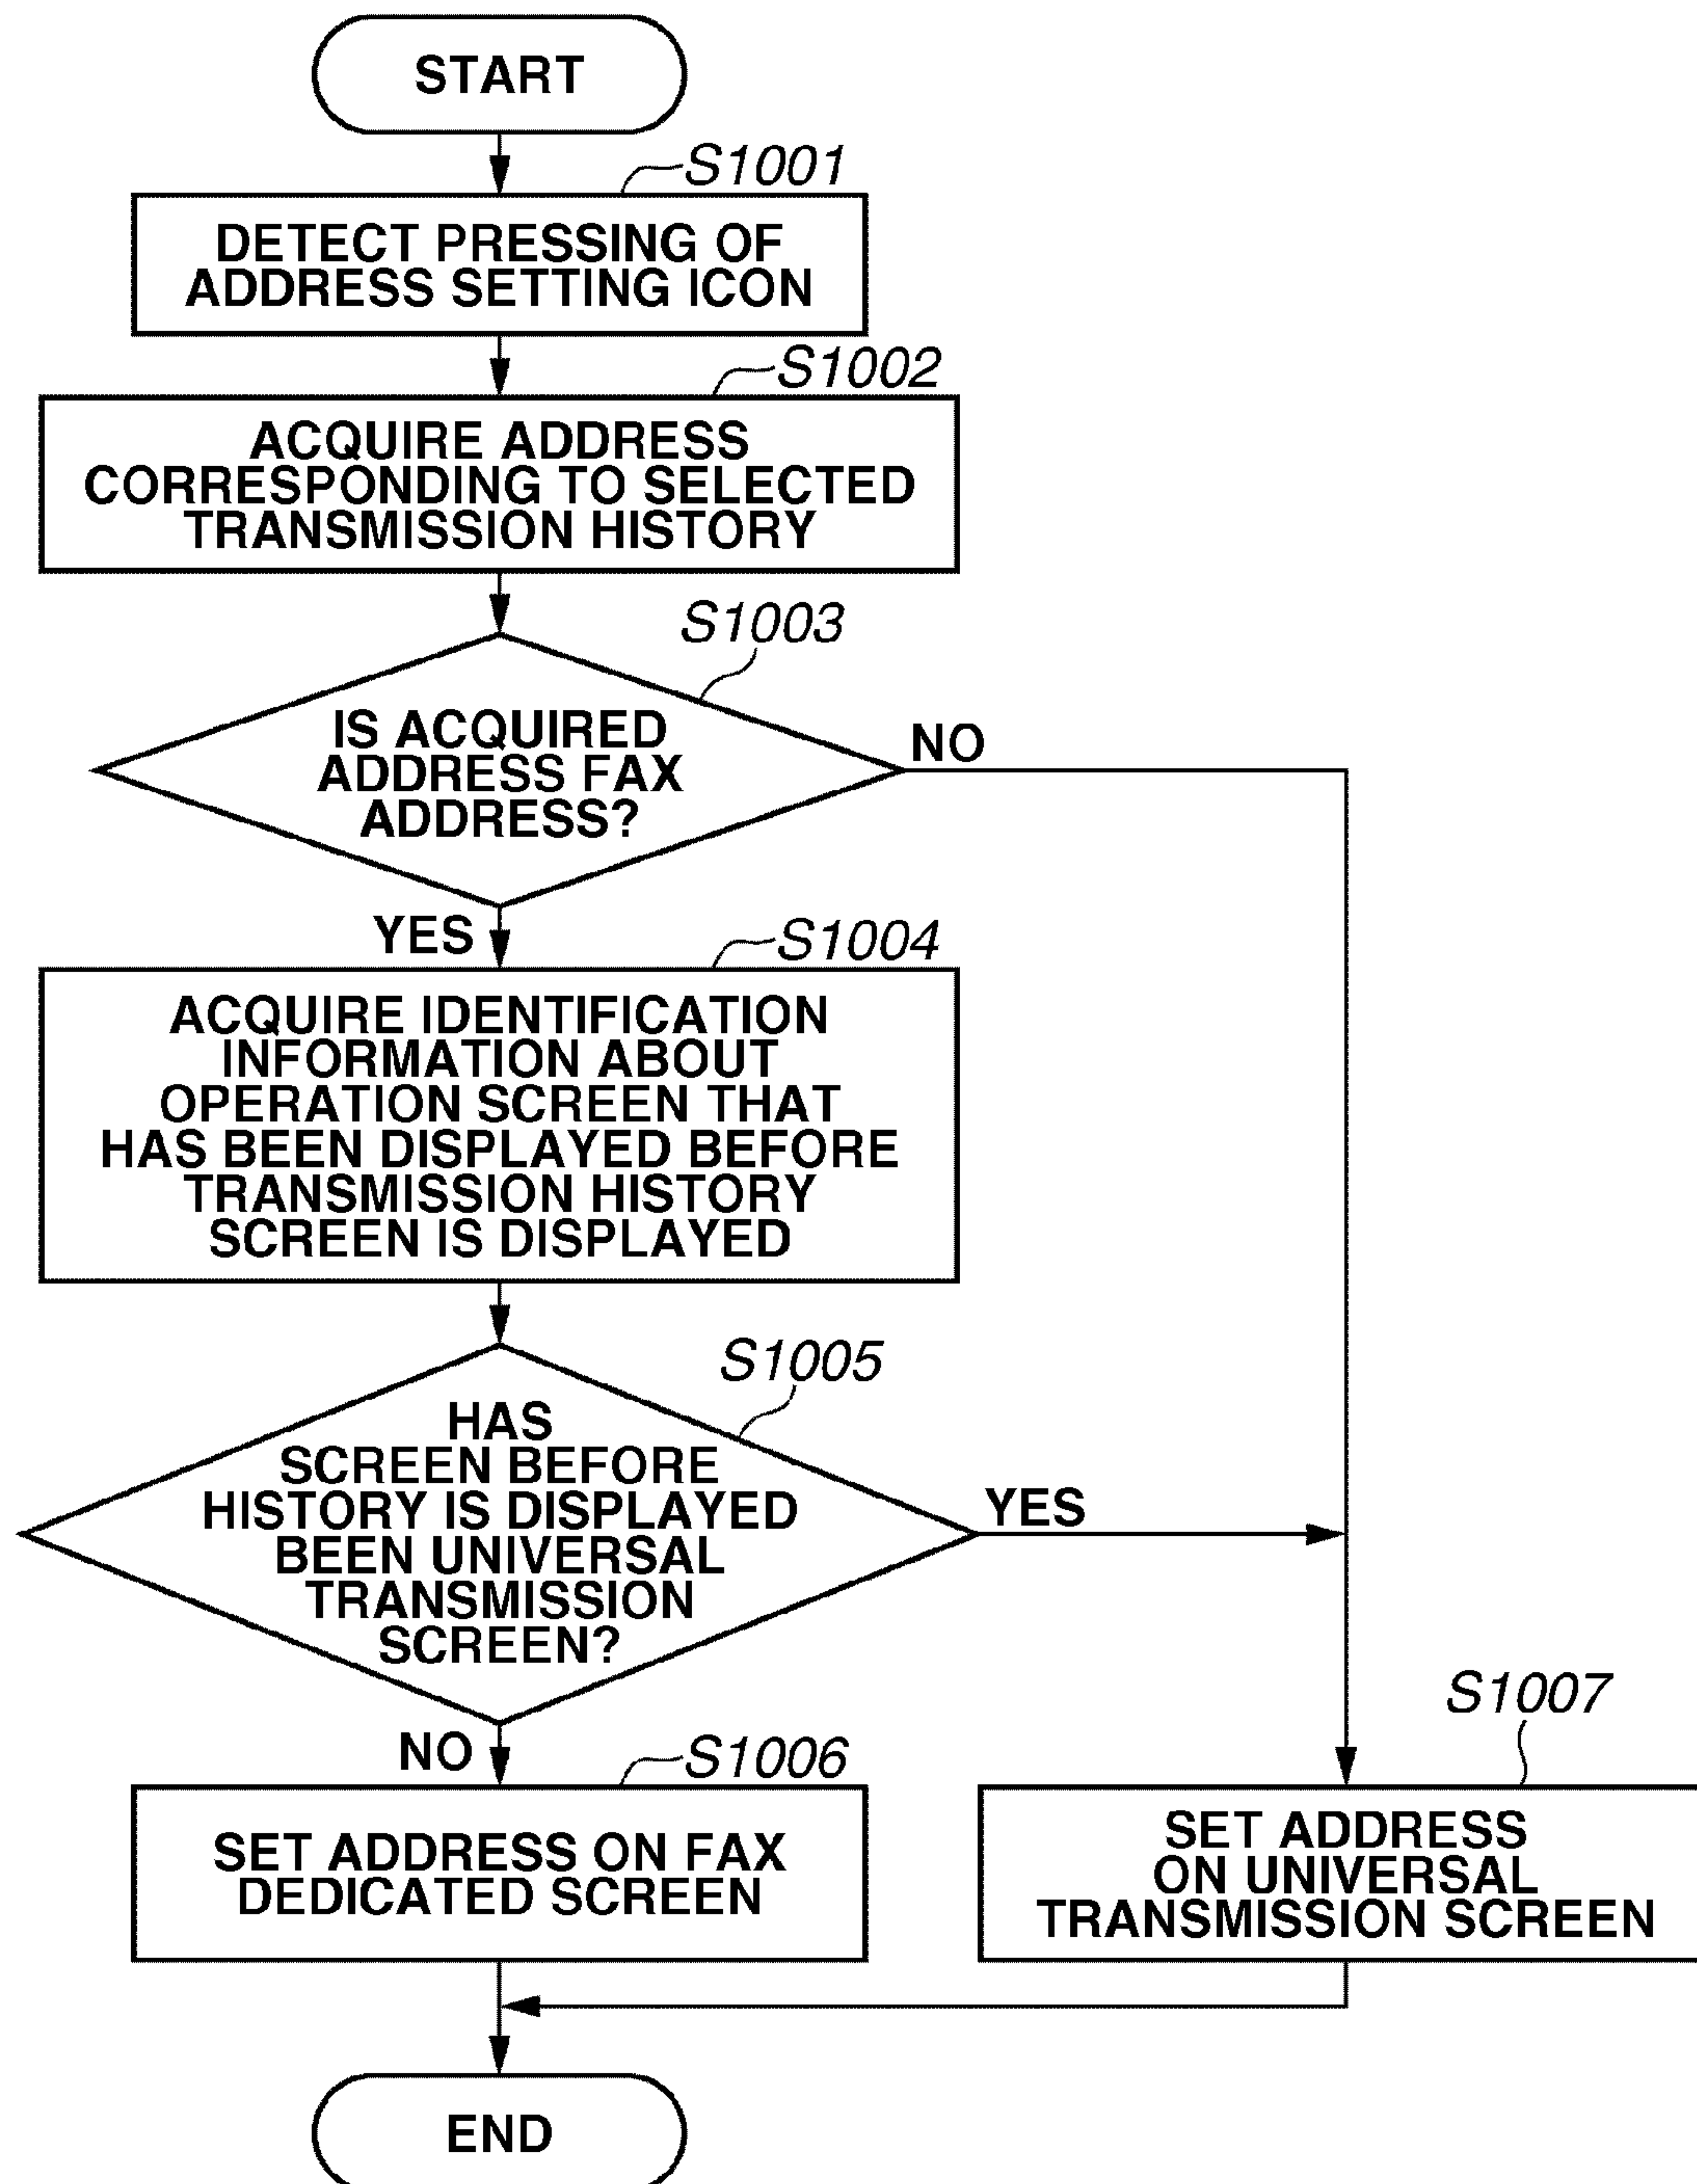 START
S1001
DETECT PRESSING OF
ADDRESS SETTING ICON
S1002
ACQUIRE ADDRESS
CORRESPONDING TO SELECTED
TRANSMISSION HISTORY
S1003
IS ACQUIRED
ADDRESS FAX
ADDRESS?
NO
YES
S1004
ACQUIRE IDENTIFICATION
INFORMATION ABOUT
OPERATION SCREEN THAT
HAS BEEN DISPLAYED BEFORE
TRANSMISSION HISTORY
SCREEN IS DISPLAYED
S1005
HAS
SCREEN BEFORE
HISTORY IS DISPLAYED
BEEN UNIVERSAL
TRANSMISSION
SCREEN?
YES
NO
S1006
SET ADDRESS ON FAX
DEDICATED SCREEN
S1007
SET ADDRESS
ON UNIVERSAL
TRANSMISSION SCREEN
END